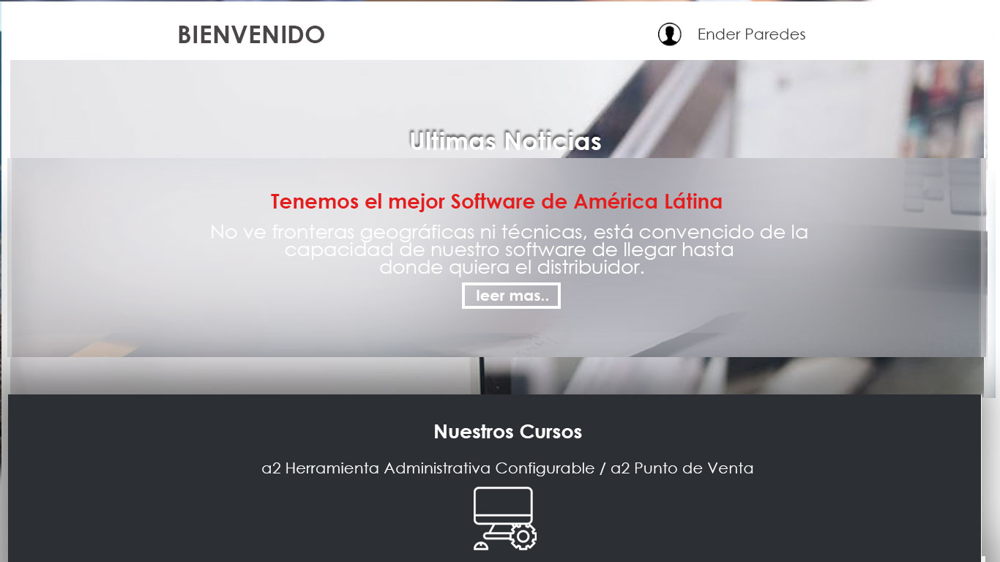 BIENVENIDO
Ender Paredes
Ultimas Noticias
Tenemos el mejor Software de América Látina
No ve fronteras geográficas ni técnicas, está convencido de la
capacidad de nuestro software de llegar hasta
donde quiera el distribuidor.
leer mas..
Nuestros Cursos
a2 Herramienta Administrativa Configurable / a2 Punto de Venta